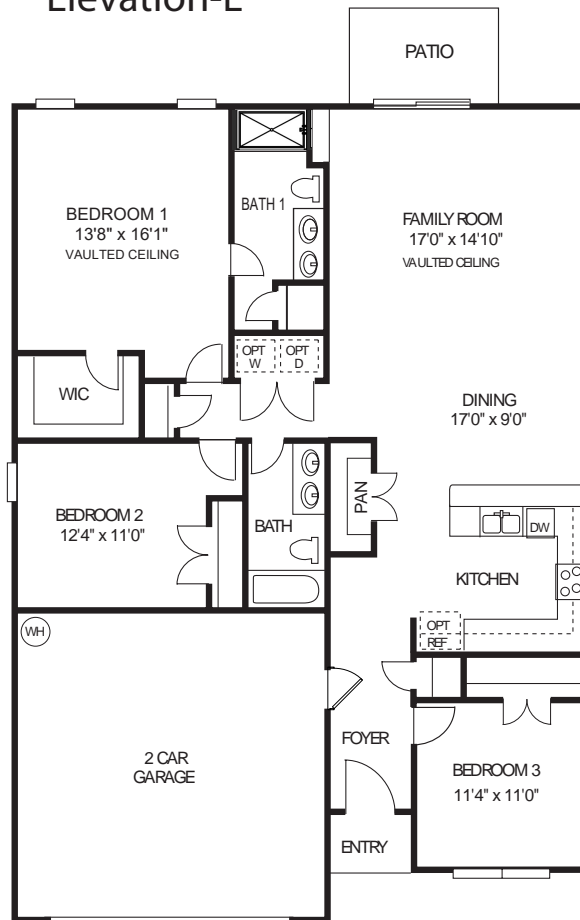 Elevation-L
PATIO
BEDROOM 1
13'8" x 16'1"
VAULTED CEILING
BATH 1
FAMILY ROOM
17'0" x 14'10"
VAULTED CEILING
OPT
W
OPT
D
WIC
DINING
17'0" x 9'0"
BEDROOM 2
12'4" x 11'0"
BATH
PAN
DW
KITCHEN
OPT
REF
WH
2 CAR
GARAGE
FOYER
BEDROOM 3
11'4" x 11'0"
ENTRY